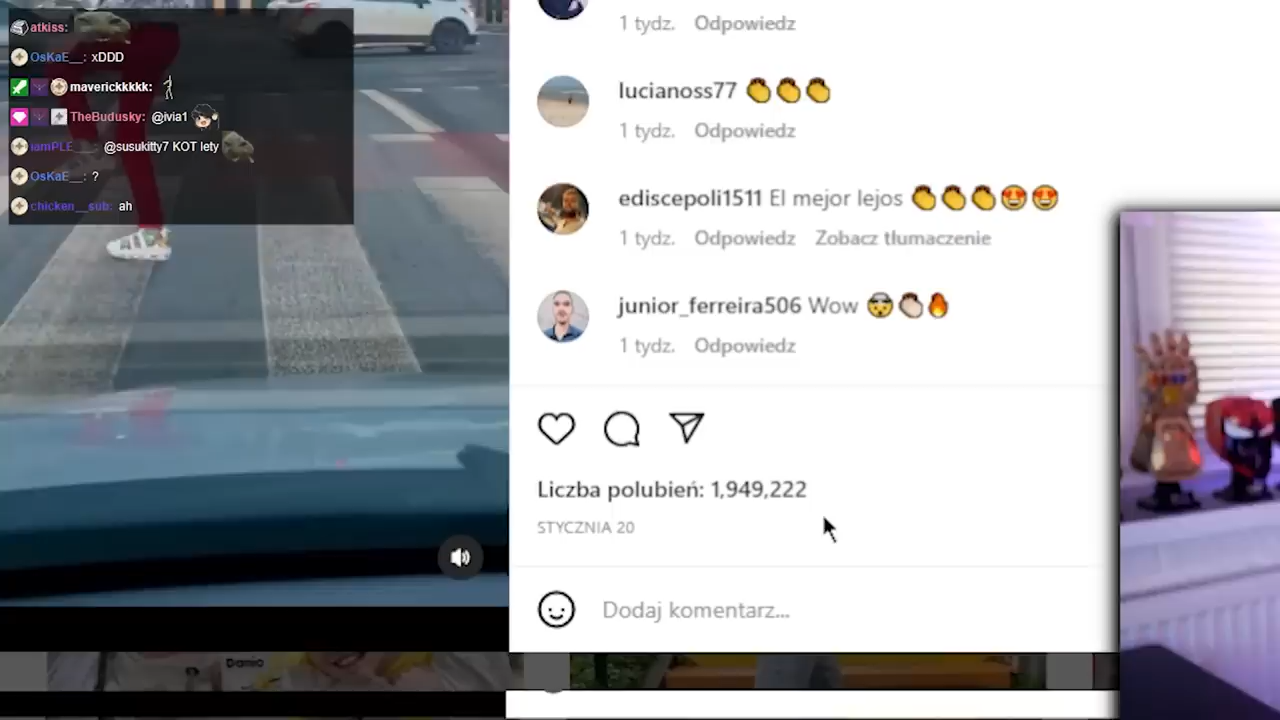 atkiss:
OsKaE__: xDDD
maverickkkkk:
TheBudusky: @ivia1
iamPLE__: @susukitty7 KOT lety
OsKaE__: ?
chicken__sub: ah
1 tydz. Odpowiedz
lucianoss77 👏👏👏
1 tydz. Odpowiedz
ediscepoli1511 El mejor lejos 👏👏👏😍😍
1 tydz. Odpowiedz Zobacz tłumaczenie
junior_ferreira506 Wow 🤯👏🏻🔥
1 tydz. Odpowiedz
Liczba polubień: 1,949,222
STYCZNIA 20
Dodaj komentarz...
Damio